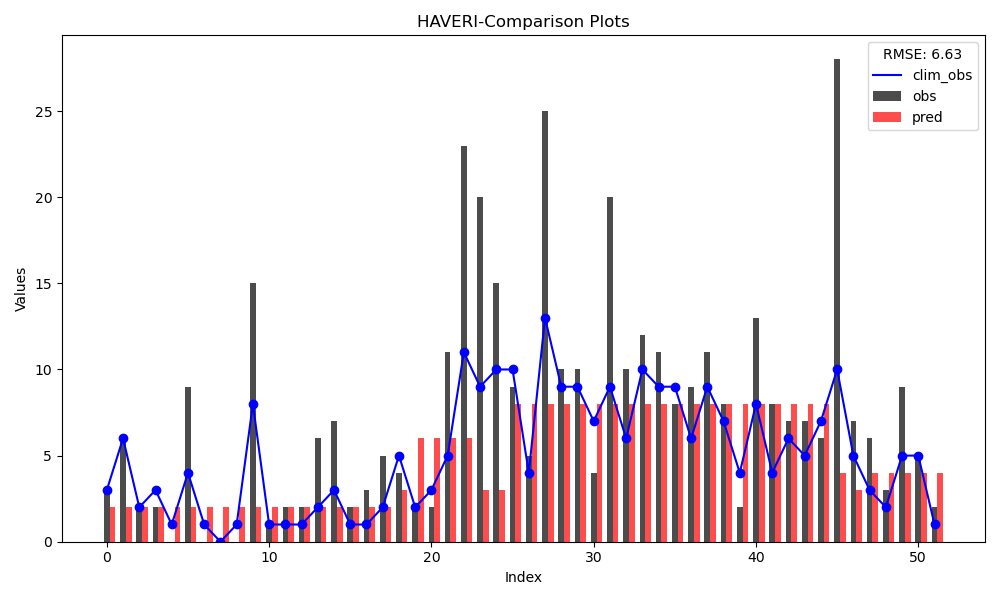 HAVERI-Comparison Plots
RMSE: 6.63
clim_obs
obs
pred
Values
25
20
15
10
5
0
0 10 20 30 40 50
Index